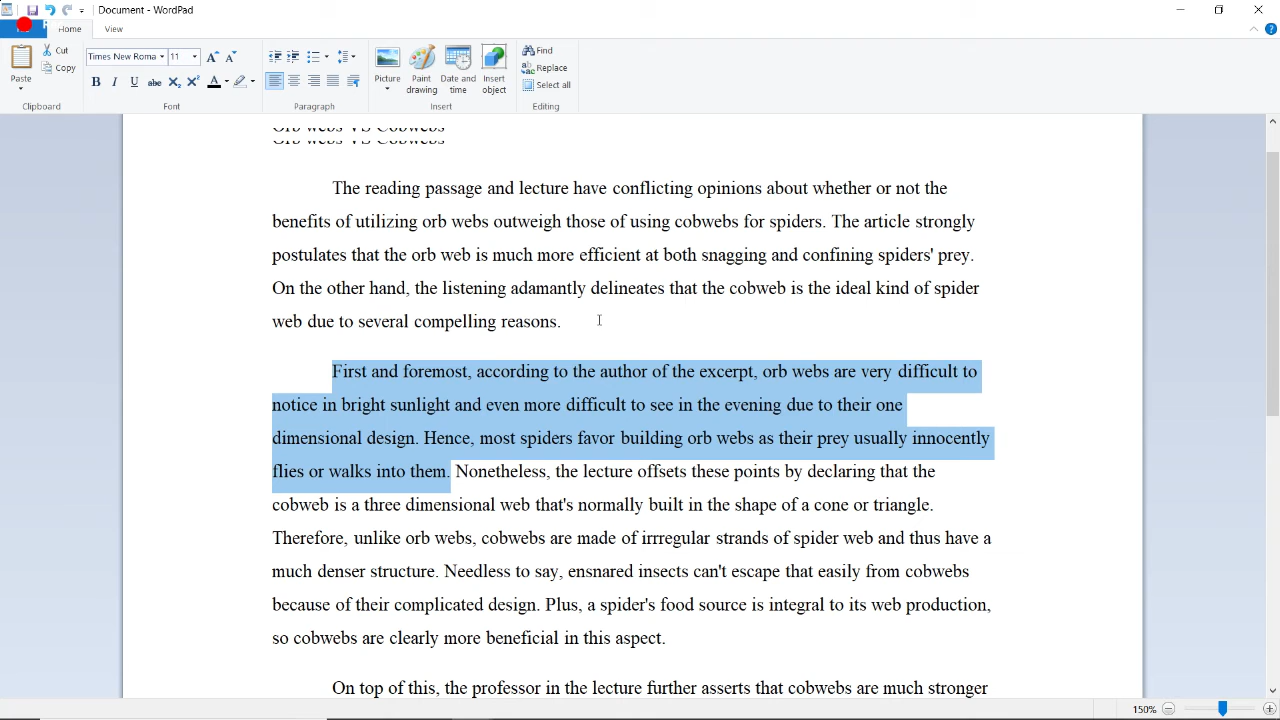 Document - WordPad
Home
View
Paste
Cut
Copy
Clipboard
Times New Roma
11
B I U abc X₂ X² A
Font
Paragraph
Picture
Paint drawing
Date and time
Insert object
Insert
Find
Replace
Select all
Editing
Orb webs VS Cobwebs
Orb webs VS Cobwebs
The reading passage and lecture have conflicting opinions about whether or not the
benefits of utilizing orb webs outweigh those of using cobwebs for spiders. The article strongly
postulates that the orb web is much more efficient at both snagging and confining spiders' prey.
On the other hand, the listening adamantly delineates that the cobweb is the ideal kind of spider
web due to several compelling reasons.
First and foremost, according to the author of the excerpt, orb webs are very difficult to
notice in bright sunlight and even more difficult to see in the evening due to their one
dimensional design. Hence, most spiders favor building orb webs as their prey usually innocently
flies or walks into them. Nonetheless, the lecture offsets these points by declaring that the
cobweb is a three dimensional web that's normally built in the shape of a cone or triangle.
Therefore, unlike orb webs, cobwebs are made of irrregular strands of spider web and thus have a
much denser structure. Needless to say, ensnared insects can't escape that easily from cobwebs
because of their complicated design. Plus, a spider's food source is integral to its web production,
so cobwebs are clearly more beneficial in this aspect.
On top of this, the professor in the lecture further asserts that cobwebs are much stronger
150%